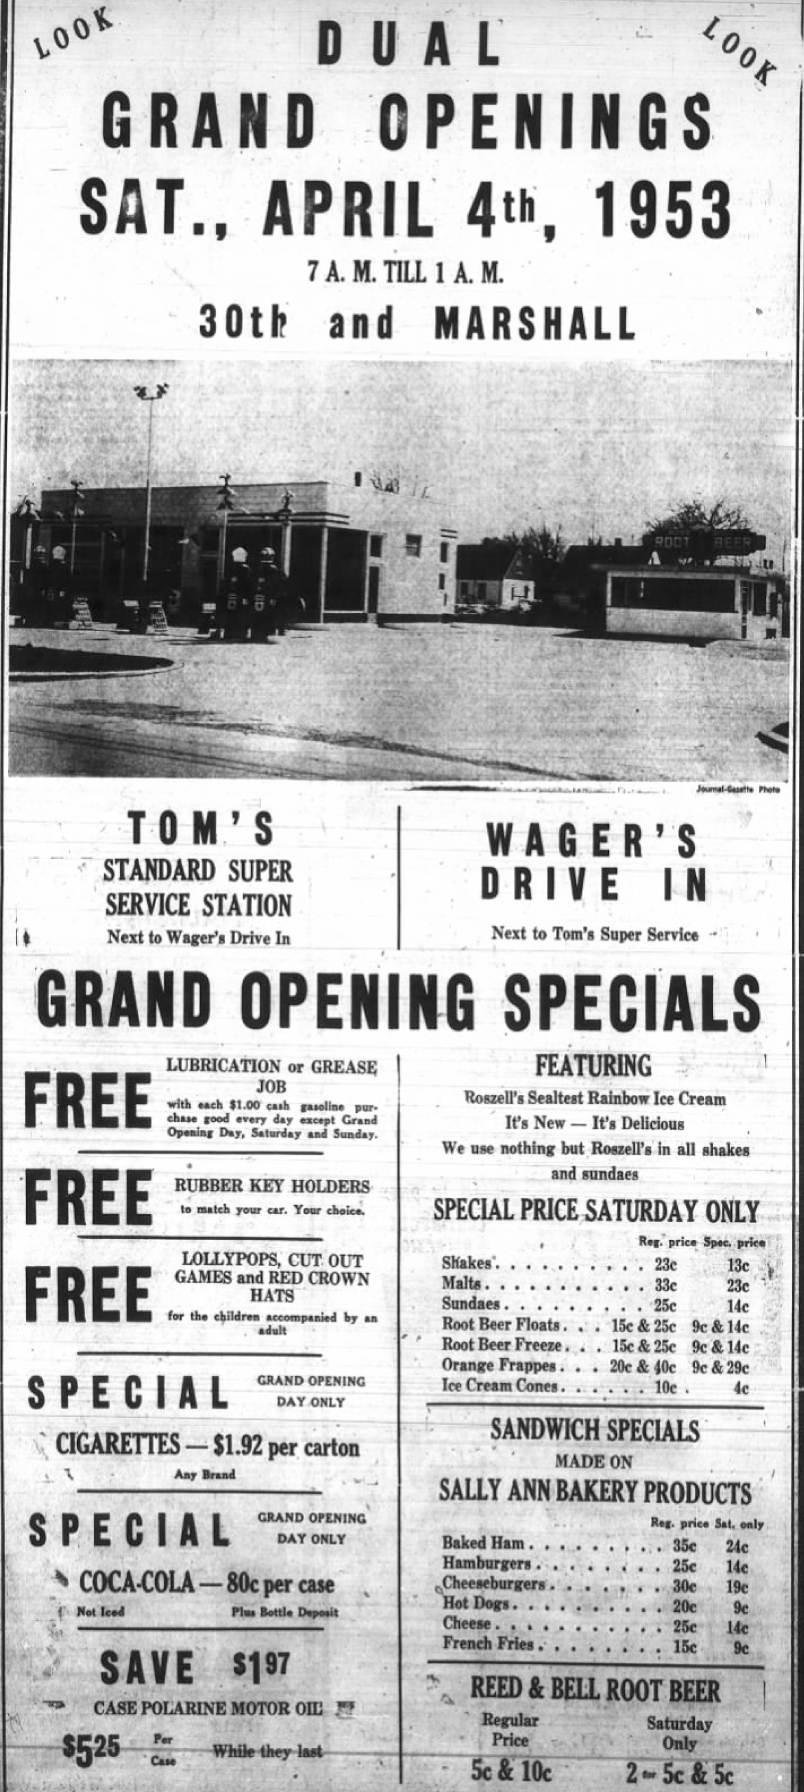 LOOK
LOOK
DUAL
GRAND OPENINGS
SAT., APRIL 4th, 1953
7 A. M. TILL 1 A. M.
30th and MARSHALL
ROOT BEER
Journal-Gazette Photo
TOM'S
STANDARD SUPER
SERVICE STATION
Next to Wager's Drive In
WAGER'S
DRIVE IN
Next to Tom's Super Service
GRAND OPENING SPECIALS
FREE
LUBRICATION or GREASE
JOB
with each $1.00 cash gasoline pur-
chase good every day except Grand
Opening Day, Saturday and Sunday.
FREE
RUBBER KEY HOLDERS
to match your car. Your choice.
FREE
LOLLYPOPS, CUT OUT
GAMES and RED CROWN
HATS
for the children accompanied by an
adult
SPECIAL
GRAND OPENING
DAY ONLY
CIGARETTES — $1.92 per carton
Any Brand
SPECIAL
GRAND OPENING
DAY ONLY
COCA-COLA — 80c per case
Not Iced Plus Bottle Deposit
SAVE $1.97
CASE POLARINE MOTOR OIL
$5.25 Per Case While they last
FEATURING
Roszell's Sealtest Rainbow Ice Cream
It's New — It's Delicious
We use nothing but Roszell's in all shakes
and sundaes
SPECIAL PRICE SATURDAY ONLY
Reg. price Spec. price
Shakes . . . . . . . . . . 23c 13c
Malts . . . . . . . . . . . 33c 23c
Sundaes . . . . . . . . . 25c 14c
Root Beer Floats . . . 15c & 25c 9c & 14c
Root Beer Freeze . . . 15c & 25c 9c & 14c
Orange Frappes . . . 20c & 40c 9c & 29c
Ice Cream Cones . . . . . . 10c . 4c
SANDWICH SPECIALS
MADE ON
SALLY ANN BAKERY PRODUCTS
Reg. price Sat. only
Baked Ham . . . . . . . . . 35c 24c
Hamburgers . . . . . . . . 25c 14c
Cheeseburgers . . . . . . . 30c 19c
Hot Dogs . . . . . . . . . . 20c 9c
Cheese . . . . . . . . . . . 25c 14c
French Fries . . . . . . . . 15c 9c
REED & BELL ROOT BEER
Regular
Price
5c & 10c
Saturday
Only
2 for 5c & 5c